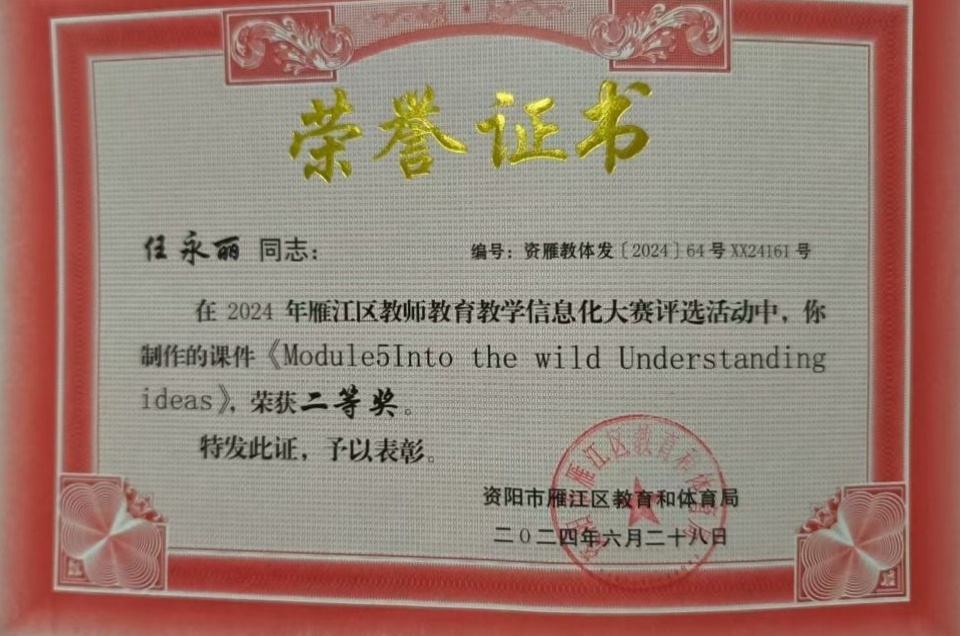 荣誉证书
任永丽 同志：
编号：资雁教体发〔2024〕64号XX24161号
在 2024 年雁江区教师教育教学信息化大赛评选活动中，你
制作的课件《Module5Into the wild Understanding
ideas》，荣获二等奖。
特发此证，予以表彰。
资阳市雁江区教育和体育局
二0二四年六月二十八日